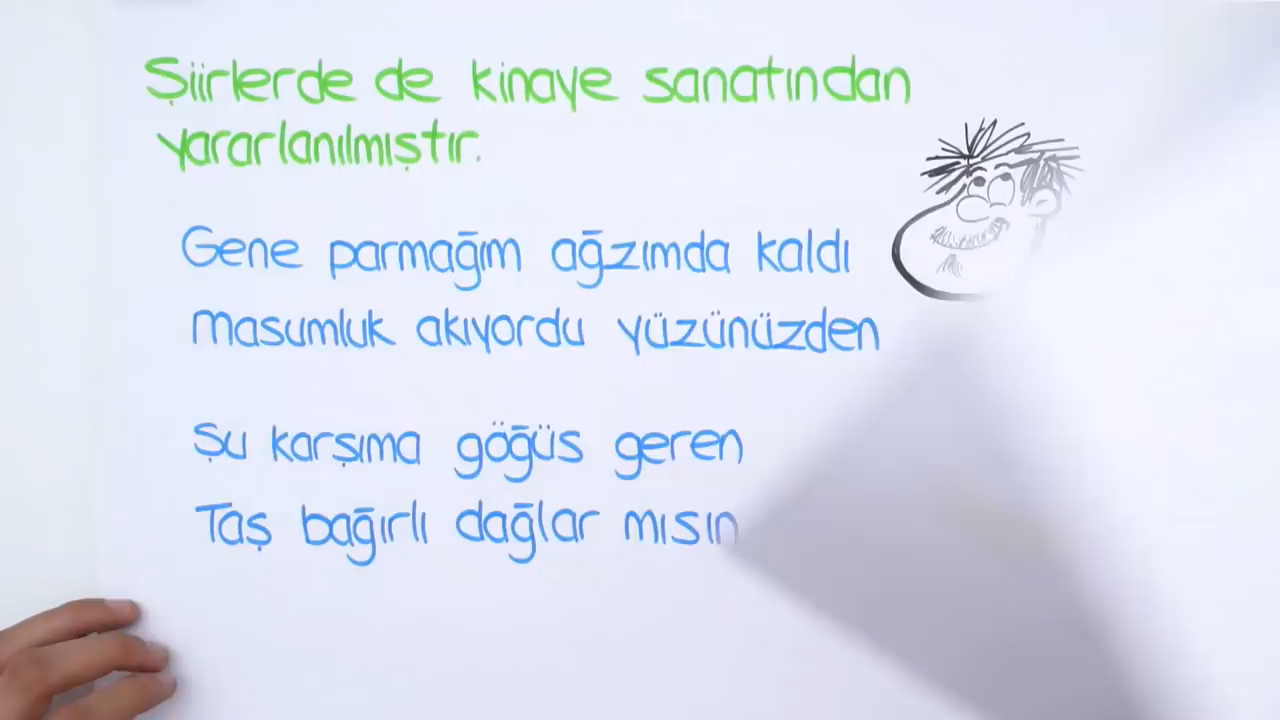 Şiirlerde de kinaye sanatından
yararlanılmıştır.
Gene parmağım ağzımda kaldı
masumluk akıyordu yüzünüzden
Şu karşıma göğüs geren
Taş bağırlı dağlar mısın